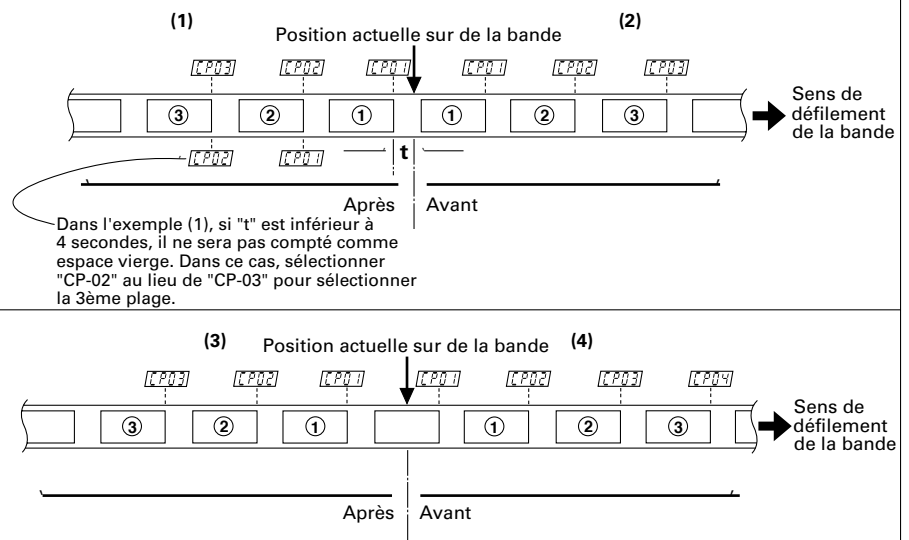 (1)
(2)
Position actuelle sur de la bande
CP03 CP02 CP01 CP01 CP02 CP03
③ ② ① ① ② ③
Sens de
défilement
de la bande
CP02 CP01
t
Après Avant
Dans l'exemple (1), si "t" est inférieur à
4 secondes, il ne sera pas compté comme
espace vierge. Dans ce cas, sélectionner
"CP-02" au lieu de "CP-03" pour sélectionner
la 3ème plage.
(3)
(4)
Position actuelle sur de la bande
CP03 CP02 CP01 CP01 CP02 CP03 CP04
③ ② ① ① ② ③
Sens de
défilement
de la bande
Après Avant